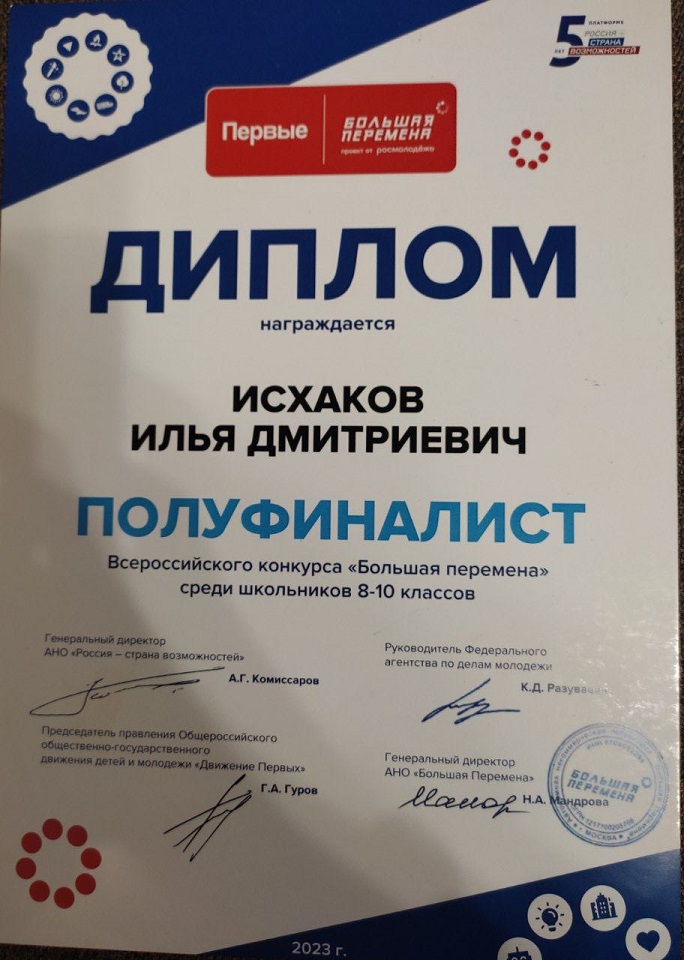 5 ЛЕТ
ПЛАТФОРМЕ
РОССИЯ –
СТРАНА
ВОЗМОЖНОСТЕЙ
Первые
БОЛЬШАЯ
ПЕРЕМЕНА
проект от росмолодёжь
ДИПЛОМ
награждается
ИСХАКОВ
ИЛЬЯ ДМИТРИЕВИЧ
ПОЛУФИНАЛИСТ
Всероссийского конкурса «Большая перемена»
среди школьников 8-10 классов
Генеральный директор
АНО «Россия – страна возможностей»
А.Г. Комиссаров
Руководитель Федерального
агентства по делам молодежи
К.Д. Разуваева
Председатель правления Общероссийского
общественно-государственного
движения детей и молодежи «Движение Первых»
Г.А. Гуров
Генеральный директор
АНО «Большая Перемена»
Н.А. Мандрова
БОЛЬШАЯ
ПЕРЕМЕНА
МОСКВА
2023 г.